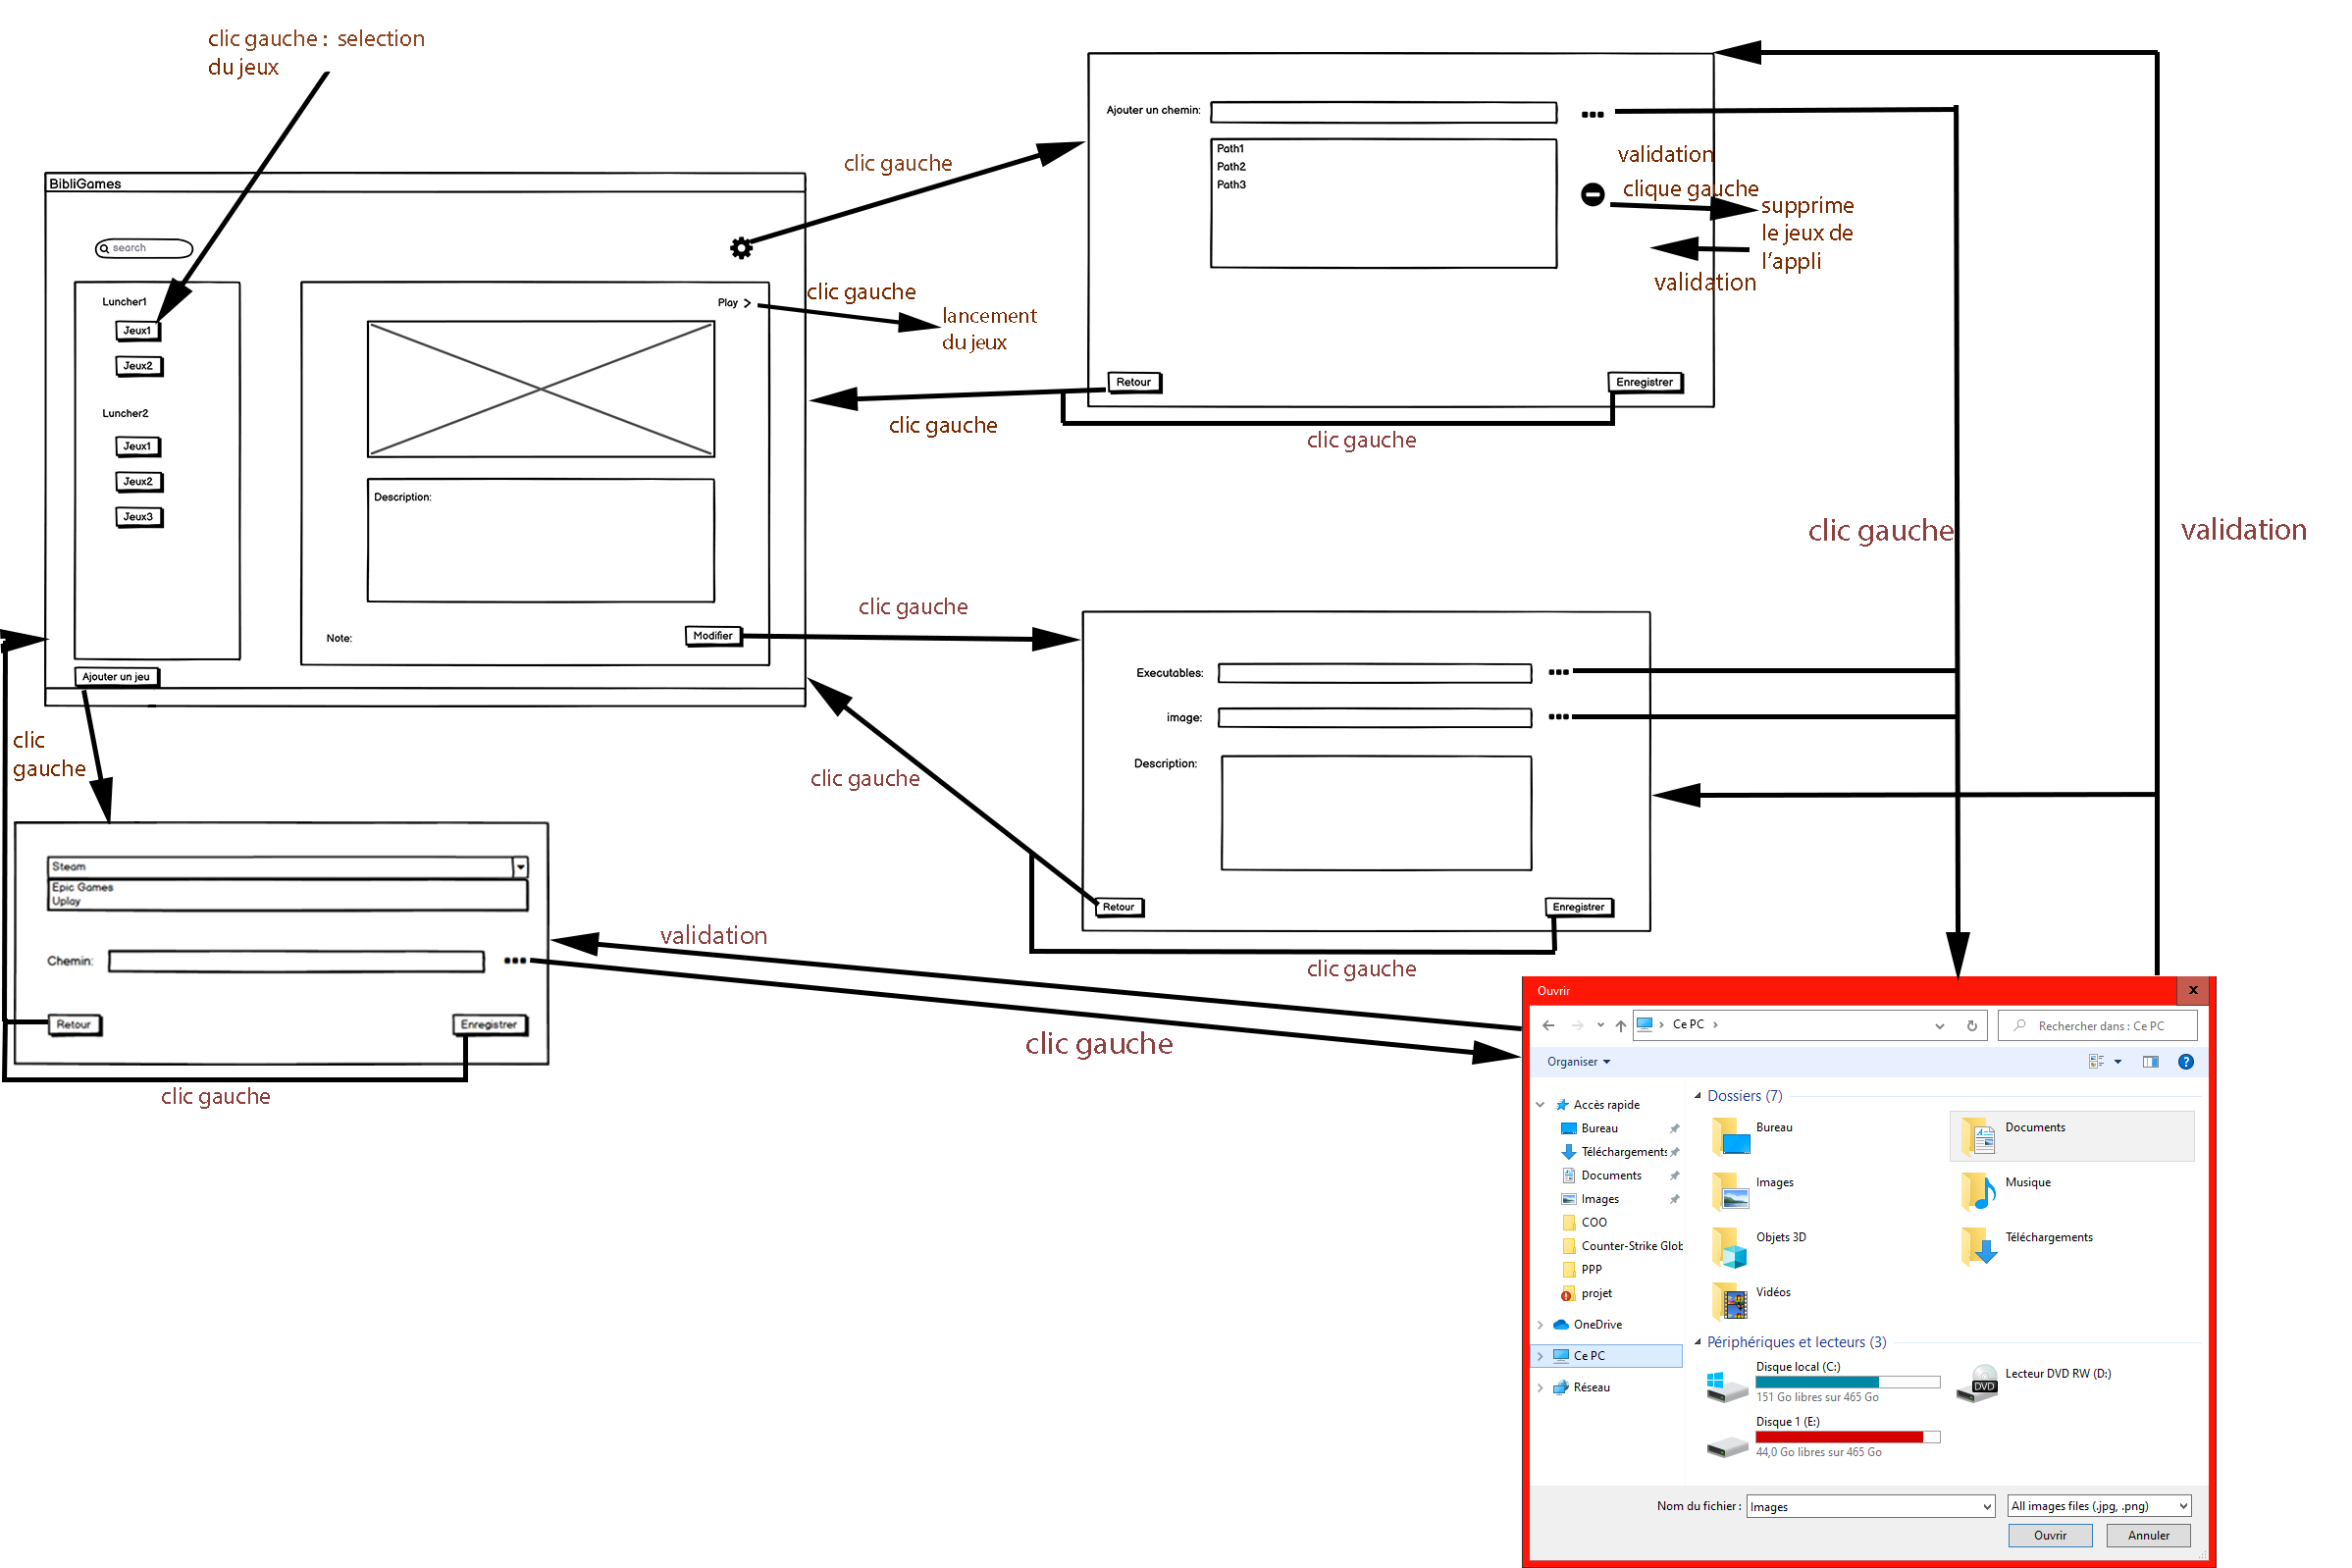 clic gauche : selection
du jeux
BibliGames
search
Luncher1
Jeux1
Jeux2
Luncher2
Jeux1
Jeux2
Jeux3
Ajouter un jeu
Play >
Description:
Note:
Modifier
clic gauche
clic gauche
lancement
du jeux
clic gauche
Ajouter un chemin:
Path1
Path2
Path3
validation
clique gauche
supprime
le jeux de
l'appli
validation
Retour
Enregistrer
clic gauche
clic gauche
validation
clic gauche
Executables:
image:
Description:
Retour
Enregistrer
clic gauche
clic gauche
clic
gauche
Steam
Epic Games
Uplay
Chemin:
Retour
Enregistrer
clic gauche
validation
clic gauche
Ouvrir
x
Ce PC
Rechercher dans : Ce PC
Organiser
Accès rapide
Bureau
Téléchargements
Documents
Images
COO
Counter-Strike Glob
PPP
projet
OneDrive
Ce PC
Réseau
Dossiers (7)
Bureau
Documents
Images
Musique
Objets 3D
Téléchargements
Vidéos
Périphériques et lecteurs (3)
Disque local (C:)
151 Go libres sur 465 Go
DVD
Lecteur DVD RW (D:)
Disque 1 (E:)
44,0 Go libres sur 465 Go
Nom du fichier :
Images
All images files (.jpg, .png)
Ouvrir
Annuler